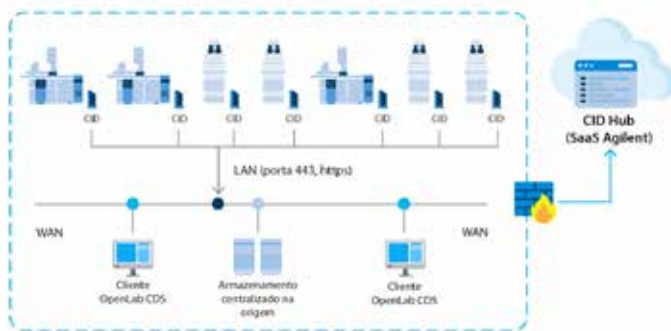 CID
CID
CID
CID
CID
CID
CID
CID Hub
(SaaS Agilent)
LAN (porta 443, https)
WAN
WAN
Cliente
OpenLab CDS
Armazenamento
centralizado na
origem
Cliente
OpenLab CDS